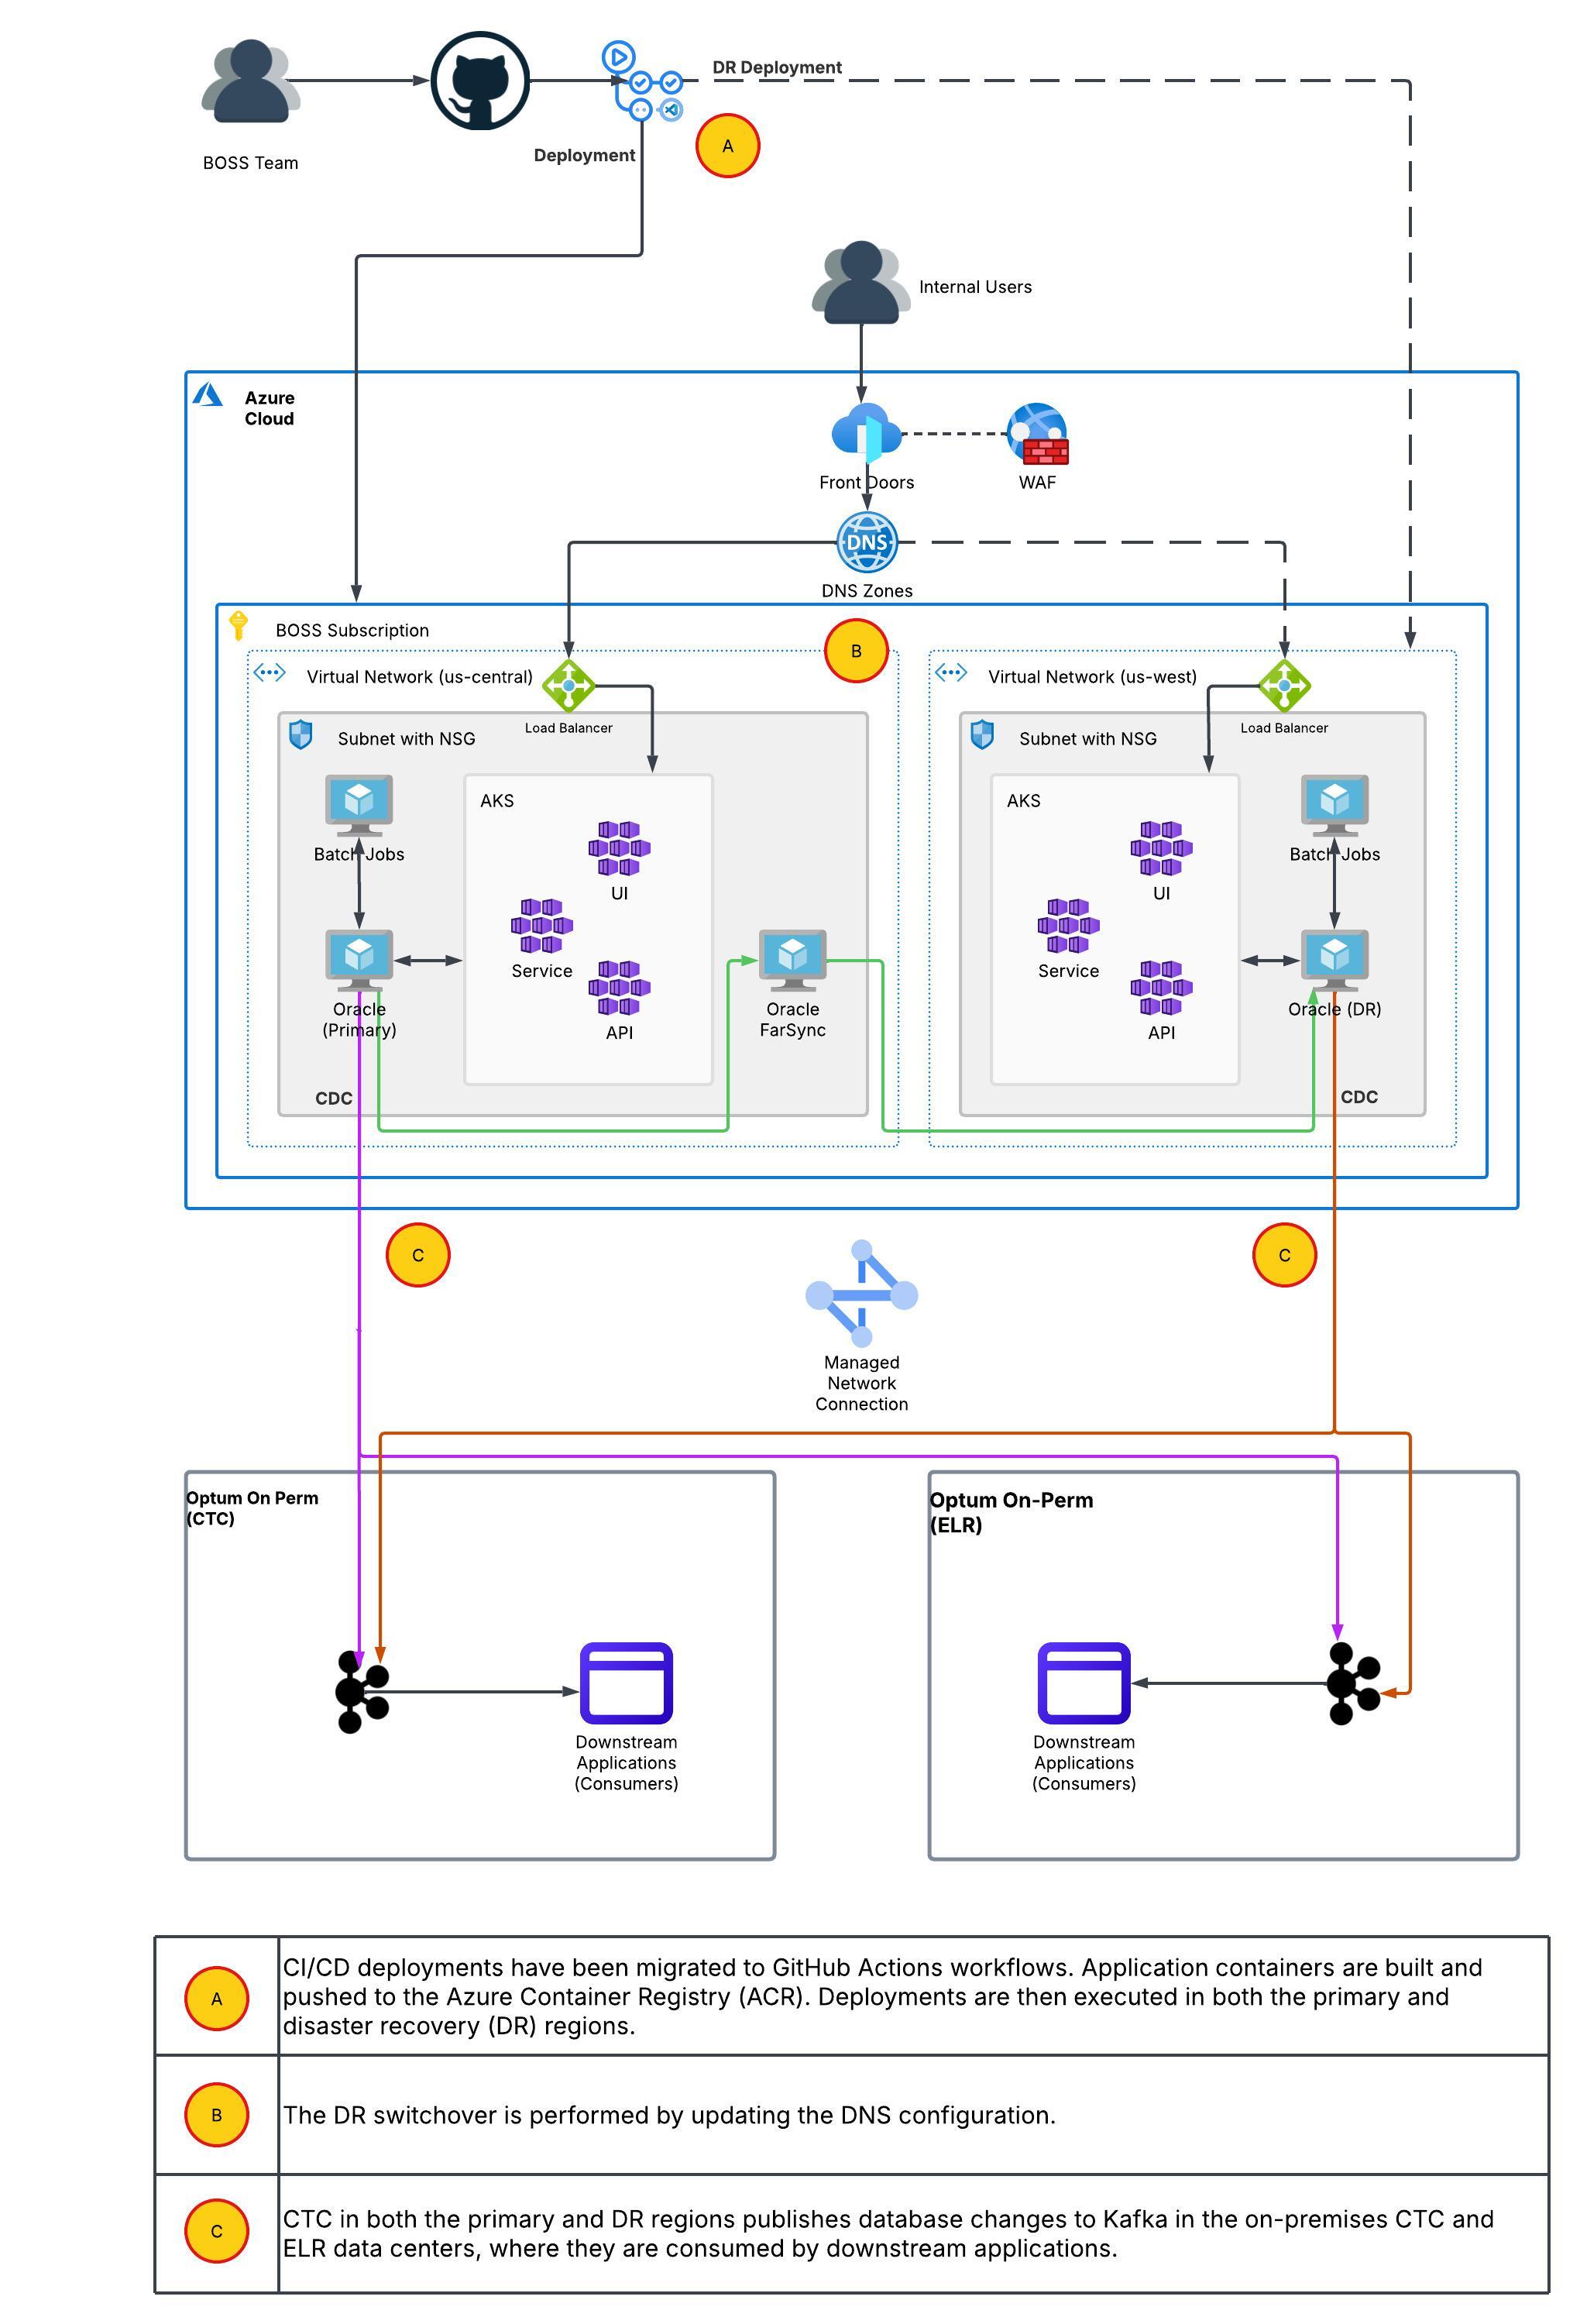 DR Deployment
A
Deployment
BOSS Team
Internal Users
Azure
Cloud
Front Doors
WAF
DNS
DNS Zones
BOSS Subscription
B
Virtual Network (us-central)
Virtual Network (us-west)
Load Balancer
Load Balancer
Subnet with NSG
Subnet with NSG
AKS
AKS
Batch Jobs
Batch Jobs
UI
UI
Service
Service
Oracle
(Primary)
API
Oracle
FarSync
API
Oracle (DR)
CDC
CDC
C
C
Managed
Network
Connection
Optum On Perm
(CTC)
Optum On-Perm
(ELR)
Downstream
Applications
(Consumers)
Downstream
Applications
(Consumers)
A
CI/CD deployments have been migrated to GitHub Actions workflows. Application containers are built and
pushed to the Azure Container Registry (ACR). Deployments are then executed in both the primary and
disaster recovery (DR) regions.
B
The DR switchover is performed by updating the DNS configuration.
C
CTC in both the primary and DR regions publishes database changes to Kafka in the on-premises CTC and
ELR data centers, where they are consumed by downstream applications.